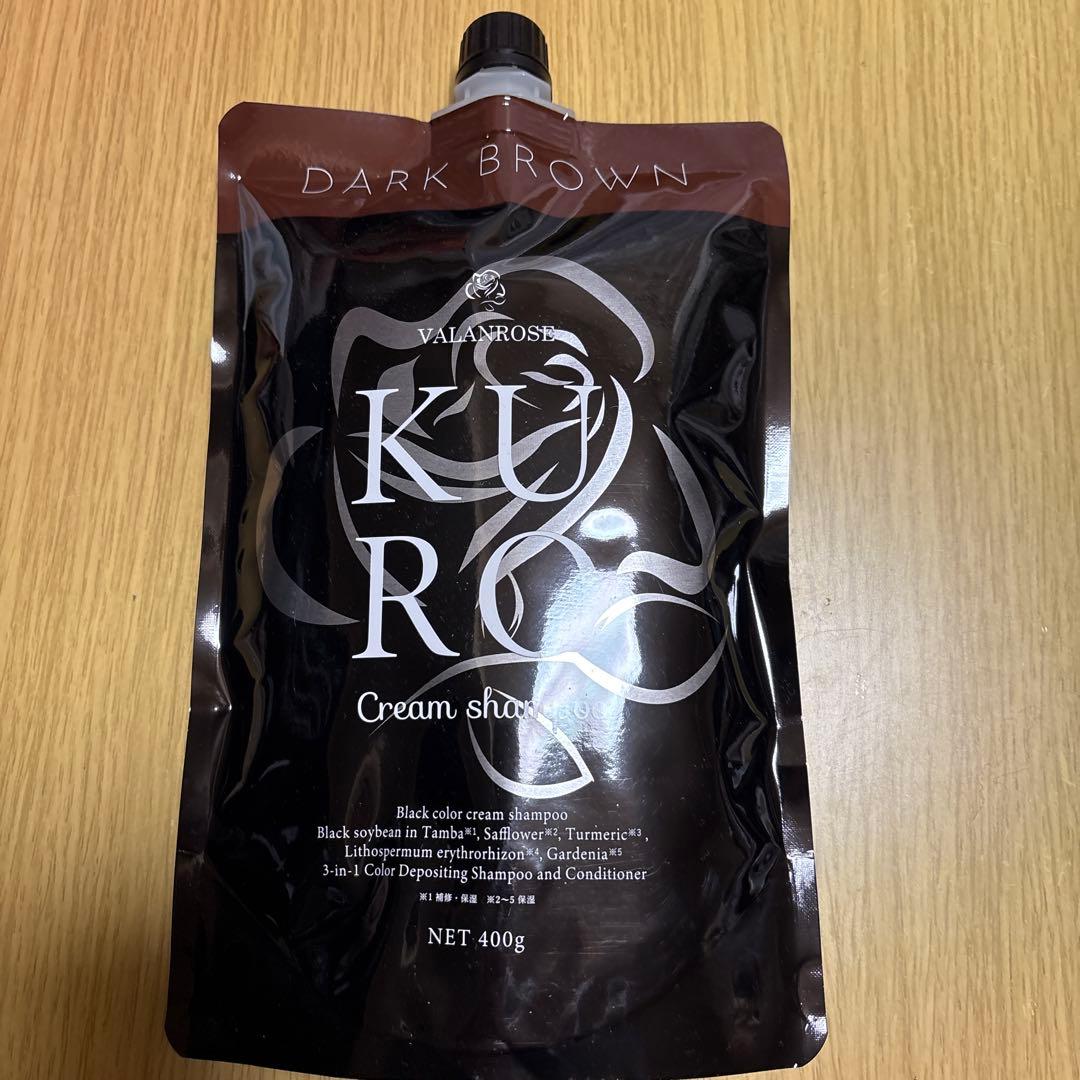 DARK BROWN
VALANROSE
KU
RO
Cream shampoo
Black color cream shampoo
Black soybean in Tamba※1, Safflower※2, Turmeric※3,
Lithospermum erythrorhizon※4, Gardenia※5
3-in-1 Color Depositing Shampoo and Conditioner
※1 補修・保湿 ※2〜5 保湿
NET 400g